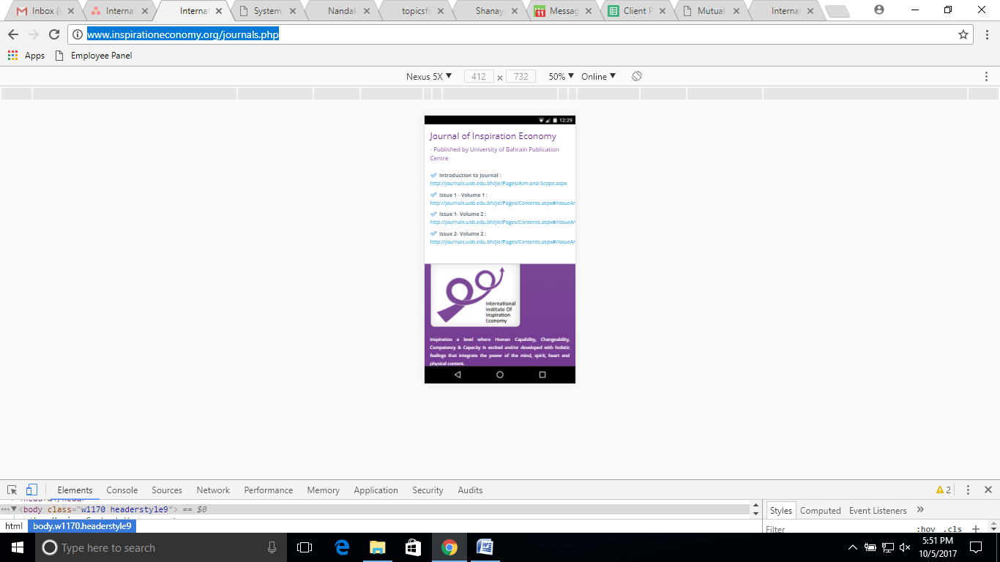 Inbox (
Internat
Internat
System
Nandak
topicsfo
Shanay
Messag
Client P
Mutual
Internat
www.inspirationeconomy.org/journals.php
Apps
Employee Panel
Nexus 5X ▼ 412 × 732 50% ▼ Online ▼
12:29
Journal of Inspiration Economy
- Published by University of Bahrain Publication
Centre
Introduction to Journal :
http://journals.uob.edu.bh/jie/Pages/Aim-and-Scope.aspx
Issue 1 - Volume 1 :
http://journals.uob.edu.bh/jie/Pages/Contents.aspx#/issueAr
Issue 1- Volume 2 :
http://journals.uob.edu.bh/jie/Pages/Contents.aspx#/issueAr
Issue 2- Volume 2 :
http://journals.uob.edu.bh/jie/Pages/Contents.aspx#/issueAr
International
Institute Of
Inspiration
Economy
Inspiration a level where Human Capability, Changeability,
Competency & Capacity is excited and/or developed with holistic
feelings that integrate the power of the mind, spirit, heart and
physical content.
Elements Console Sources Network Performance Memory Application Security Audits 2
<body class="w1170 headerstyle9"> == $0
Styles Computed Event Listeners »
html body.w1170.headerstyle9
Filter :hov .cls +
Type here to search
5:51 PM
10/5/2017